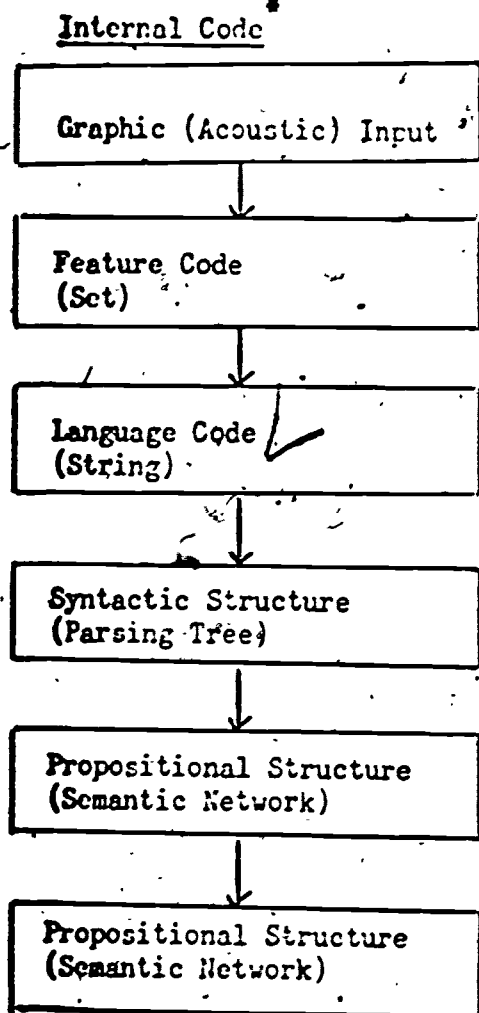 Internal Code*
Graphic (Acoustic) Input
Feature Code
(Set)
Language Code
(String)
Syntactic Structure
(Parsing Tree)
Propositional Structure
(Semantic Network)
Propositional Structure
(Semantic Network)